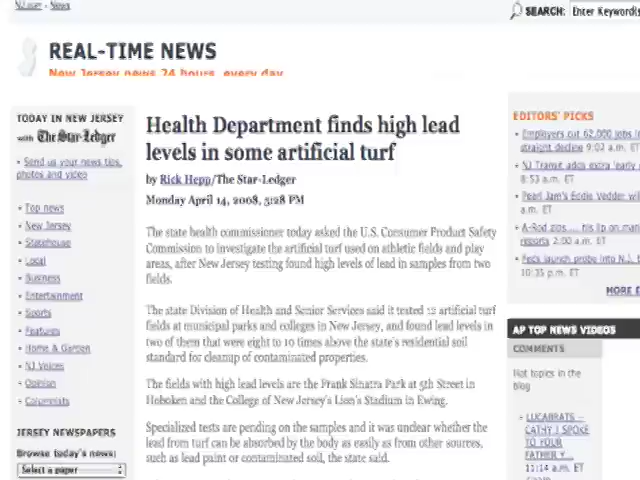 NJ.com - News
SEARCH: Enter Keyword(s
REAL-TIME NEWS
New Jersey news 24 hours, every day
TODAY IN NEW JERSEY
with The Star-Ledger
• Send us your news tips,
photos and video
• Top news
• New Jersey
• Statehouse
• Local
• Business
• Entertainment
• Sports
• Features
• Home & Garden
• NJ Voices
• Opinion
• Columnists
JERSEY NEWSPAPERS
Browse today's news:
Select a paper
Health Department finds high lead
levels in some artificial turf
by Rick Hepp/The Star-Ledger
Monday April 14, 2008, 3:28 PM
The state health commissioner today asked the U.S. Consumer Product Safety
Commission to investigate the artificial turf used on athletic fields and play
areas, after New Jersey testing found high levels of lead in samples from two
fields.
The state Division of Health and Senior Services said it tested 12 artificial turf
fields at municipal parks and colleges in New Jersey, and found lead levels in
two of them that were eight to 10 times above the state's residential soil
standard for cleanup of contaminated properties.
The fields with high lead levels are the Frank Sinatra Park at 5th Street in
Hoboken and the College of New Jersey's Lion's Stadium in Ewing.
Specialized tests are pending on the samples and it was unclear whether the
lead from turf can be absorbed by the body as easily as from other sources,
such as lead paint or contaminated soil, the state said.
EDITORS' PICKS
• Employers cut 62,000 jobs in
straight decline 9:02 a.m. ET
• NJ Transit adds extra 'early
8:53 a.m. ET
• Pearl Jam's Eddie Vedder will
a.m. ET
• A-Rod zips .... his lip on
reports 2:00 a.m. ET
• Feds launch probe into N.J.
10:35 p.m. ET
MORE E
AP TOP NEWS VIDEOS
COMMENTS
Hot topics in the
blog
• LUCABRATS --
CATHY I SPOKE
TO YOUR
FATHER Y...
11:14 a.m. ET